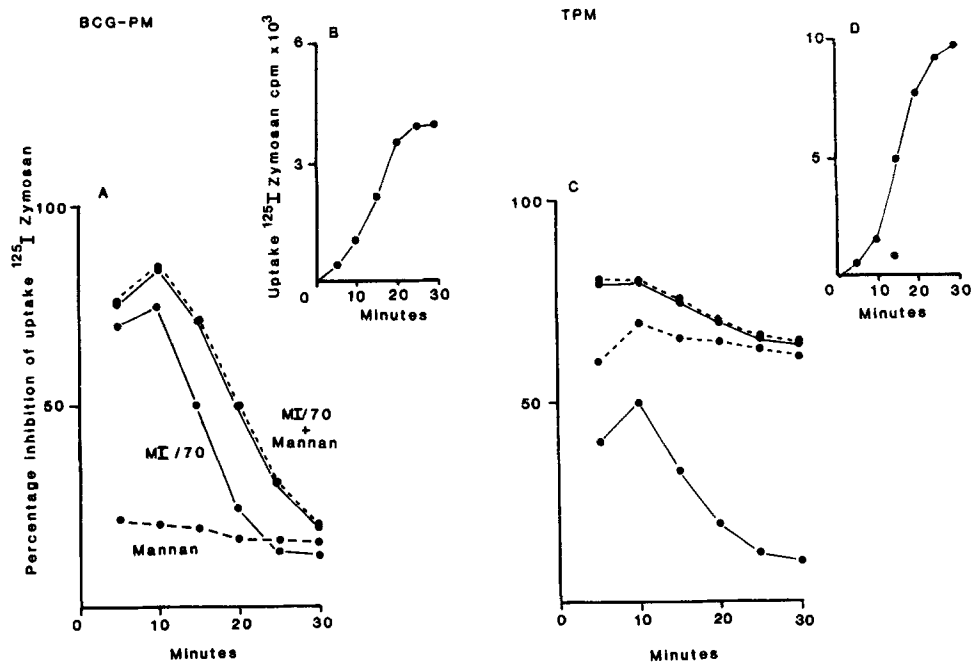 BCG-PM
TPM
B
6
3
0
10
20
30
Minutes
Uptake 125I Zymosan cpm x103
D
10
5
0
10
20
30
Minutes
A
100
50
0
10
20
30
Minutes
Percentage inhibition of uptake 125I Zymosan
MI/70
+
Mannan
MI/70
Mannan
C
100
50
0
10
20
30
Minutes